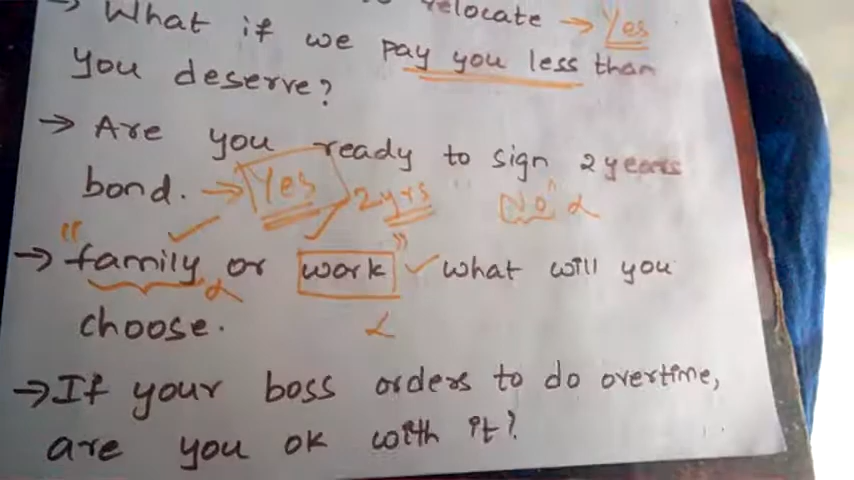 relocate → Yes
→ What if we pay you less than
you deserve?
→ Are you ready to sign 2 years
bond. → Yes 2yrs "No"
→ "family or work" what will you
choose.
→ If your boss orders to do overtime,
are you ok with it?